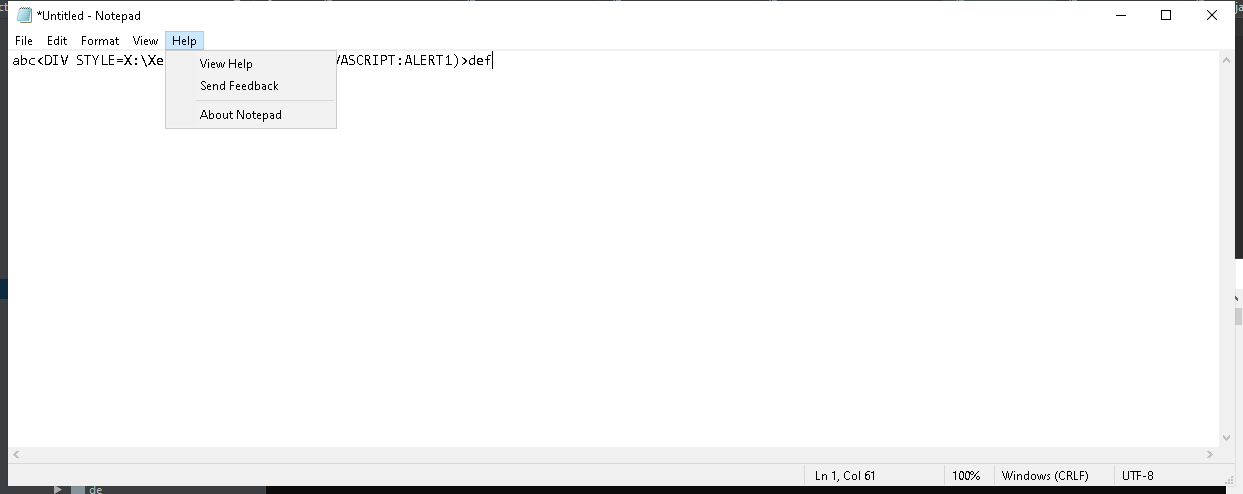 *Untitled - Notepad
File Edit Format View Help
abc<DIV STYLE=X:\Xe VASCRIPT:ALERT1)>def
View Help
Send Feedback
About Notepad
Ln 1, Col 61 100% Windows (CRLF) UTF-8
de